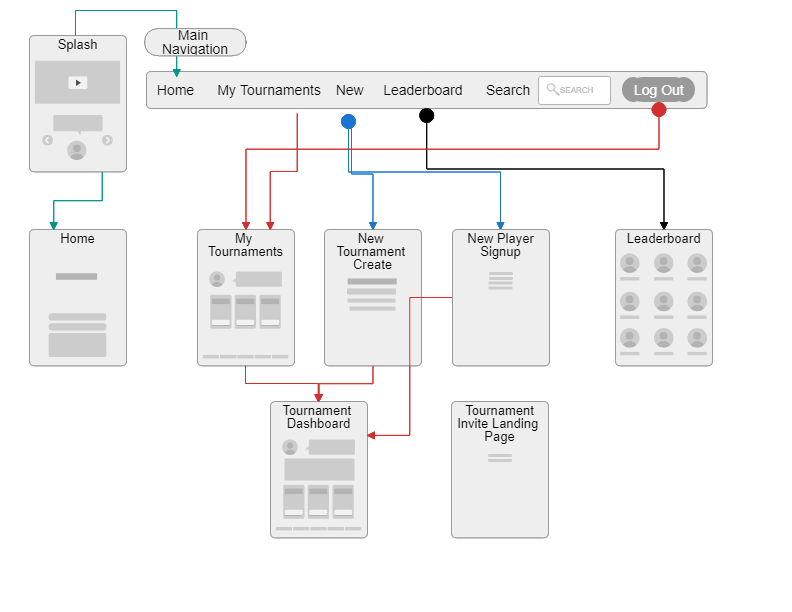 Main
Navigation
Splash
Home My Tournaments New Leaderboard Search SEARCH Log Out
Home
My
Tournaments
New
Tournament
Create
New Player
Signup
Leaderboard
Tournament
Dashboard
Tournament
Invite Landing
Page